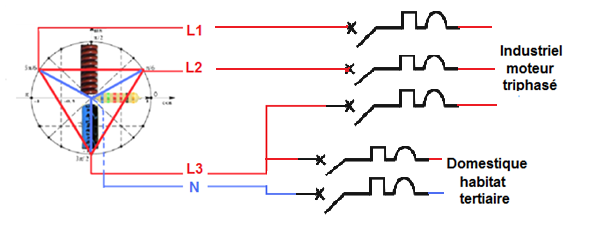 L1
L2
L3
N
Industriel
moteur
triphasé
Domestique
habitat
tertiaire